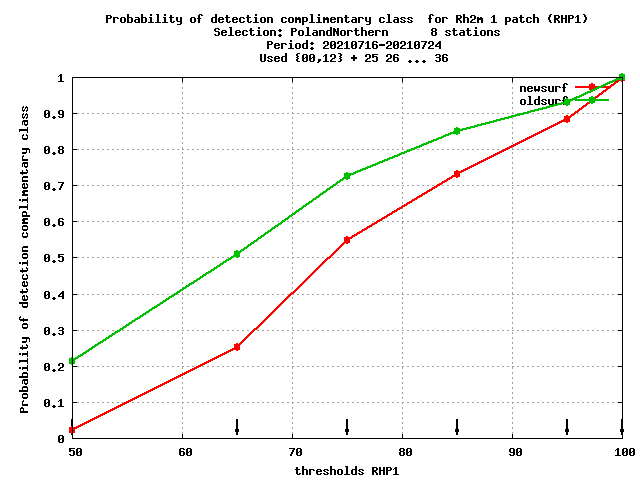 Probability of detection complimentary class  for Rh2m 1 patch (RHP1)
Selection: PolandNorthern      8 stations
Period: 20210716-20210724
Used {00,12} + 25 26 ... 36
newsurf
oldsurf
Probability of detection complimentary class
1
0.9
0.8
0.7
0.6
0.5
0.4
0.3
0.2
0.1
0
50 60 70 80 90 100
thresholds RHP1